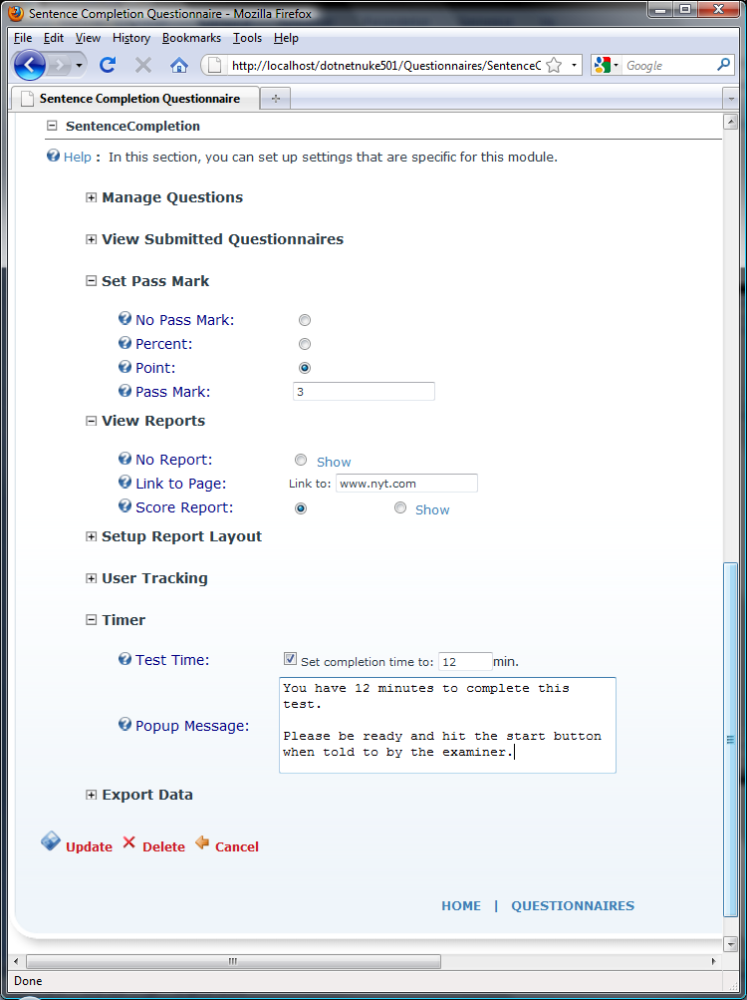 Sentence Completion Questionnaire - Mozilla Firefox
File Edit View History Bookmarks Tools Help
http://localhost/dotnetnuke501/Questionnaires/SentenceC Google
Sentence Completion Questionnaire
SentenceCompletion
Help : In this section, you can set up settings that are specific for this module.
Manage Questions
View Submitted Questionnaires
Set Pass Mark
No Pass Mark:
Percent:
Point:
Pass Mark: 3
View Reports
No Report: Show
Link to Page: Link to: www.nyt.com
Score Report: Show
Setup Report Layout
User Tracking
Timer
Test Time: Set completion time to: 12 min.
You have 12 minutes to complete this
test.
Popup Message:
Please be ready and hit the start button
when told to by the examiner.
Export Data
Update Delete Cancel
HOME | QUESTIONNAIRES
Done